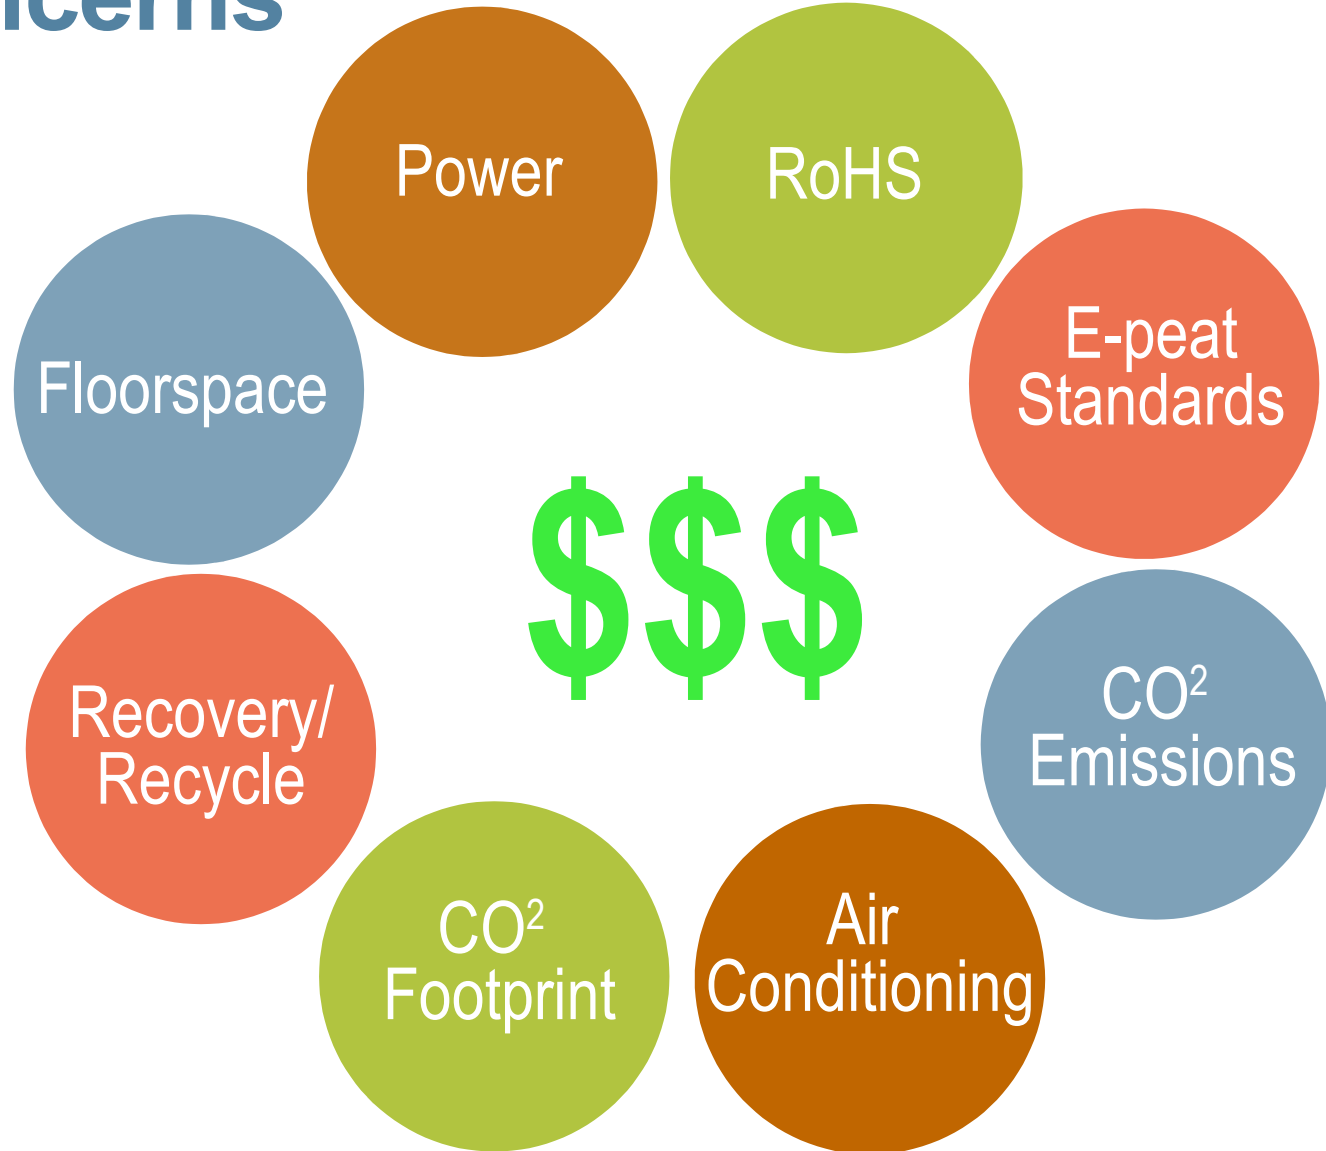 Power
RoHS
E-peat
Standards
Floorspace
$$$
CO²
Emissions
Recovery/
Recycle
Air
Conditioning
CO²
Footprint